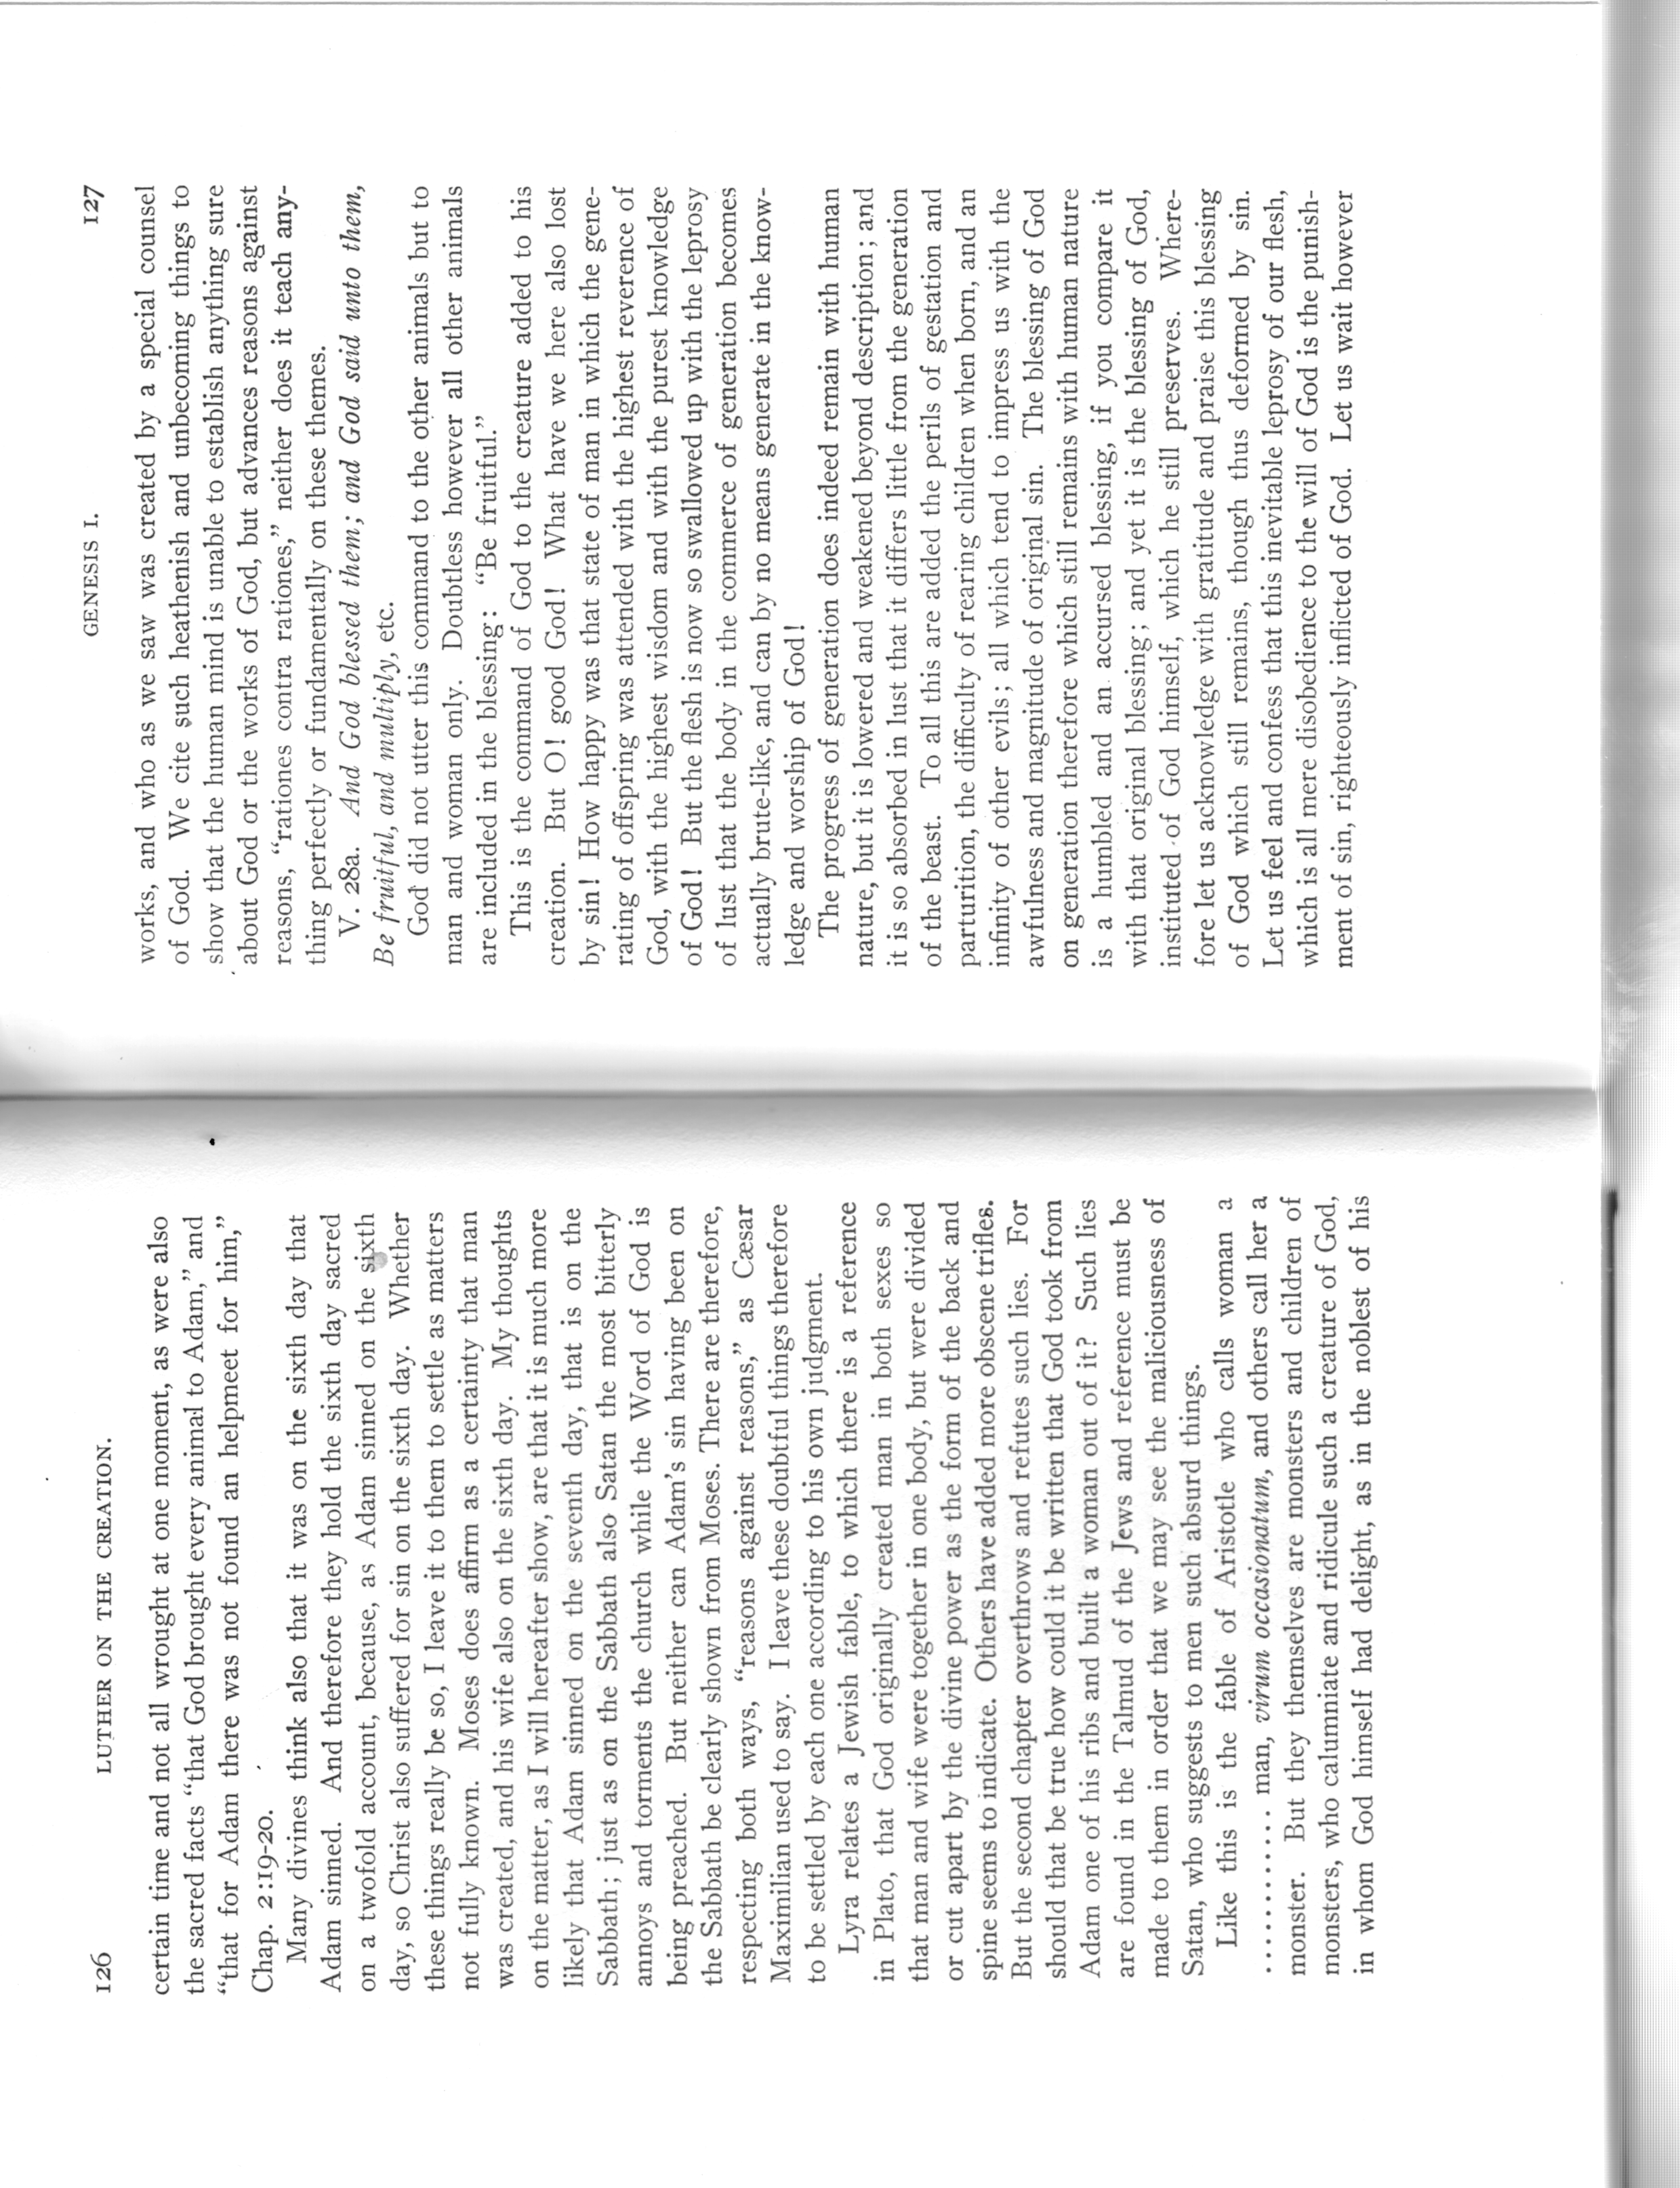 126 LUTHER ON THE CREATION.
certain time and not all wrought at one moment, as were also
the sacred facts “that God brought every animal to Adam,” and
“that for Adam there was not found an helpmeet for him,”
Chap. 2:19-20.
Many divines think also that it was on the sixth day that
Adam sinned. And therefore they hold the sixth day sacred
on a twofold account, because, as Adam sinned on the sixth
day, so Christ also suffered for sin on the sixth day. Whether
these things really be so, I leave it to them to settle as matters
not fully known. Moses does affirm as a certainty that man
was created, and his wife also on the sixth day. My thoughts
on the matter, as I will hereafter show, are that it is much more
likely that Adam sinned on the seventh day, that is on the
Sabbath; just as on the Sabbath also Satan the most bitterly
annoys and torments the church while the Word of God is
being preached. But neither can Adam’s sin having been on
the Sabbath be clearly shown from Moses. There are therefore,
respecting both ways, “reasons against reasons,” as Cæsar
Maximilian used to say. I leave these doubtful things therefore
to be settled by each one according to his own judgment.
Lyra relates a Jewish fable, to which there is a reference
in Plato, that God originally created man in both sexes so
that man and wife were together in one body, but were divided
or cut apart by the divine power as the form of the back and
spine seems to indicate. Others have added more obscene trifles.
But the second chapter overthrows and refutes such lies. For
should that be true how could it be written that God took from
Adam one of his ribs and built a woman out of it? Such lies
are found in the Talmud of the Jews and reference must be
made to them in order that we may see the maliciousness of
Satan, who suggests to men such absurd things.
Like this is the fable of Aristotle who calls woman a
............ man, virum occasionatum, and others call her a
monster. But they themselves are monsters and children of
monsters, who calumniate and ridicule such a creature of God,
in whom God himself had delight, as in the noblest of his
GENESIS I. 127
works, and who as we saw was created by a special counsel
of God. We cite such heathenish and unbecoming things to
show that the human mind is unable to establish anything sure
about God or the works of God, but advances reasons against
reasons, “rationes contra rationes,” neither does it teach any-
thing perfectly or fundamentally on these themes.
V. 28a. And God blessed them; and God said unto them,
Be fruitful, and multiply, etc.
God did not utter this command to the other animals but to
man and woman only. Doubtless however all other animals
are included in the blessing: “Be fruitful.”
This is the command of God to the creature added to his
creation. But O! good God! What have we here also lost
by sin! How happy was that state of man in which the gene-
rating of offspring was attended with the highest reverence of
God, with the highest wisdom and with the purest knowledge
of God! But the flesh is now so swallowed up with the leprosy
of lust that the body in the commerce of generation becomes
actually brute-like, and can by no means generate in the know-
ledge and worship of God!
The progress of generation does indeed remain with human
nature, but it is lowered and weakened beyond description; and
it is so absorbed in lust that it differs little from the generation
of the beast. To all this are added the perils of gestation and
parturition, the difficulty of rearing children when born, and an
infinity of other evils; all which tend to impress us with the
awfulness and magnitude of original sin. The blessing of God
on generation therefore which still remains with human nature
is a humbled and an accursed blessing, if you compare it
with that original blessing; and yet it is the blessing of God,
instituted of God himself, which he still preserves. Where-
fore let us acknowledge with gratitude and praise this blessing
of God which still remains, though thus deformed by sin.
Let us feel and confess that this inevitable leprosy of our flesh,
which is all mere disobedience to the will of God is the punish-
ment of sin, righteously inflicted of God. Let us wait however